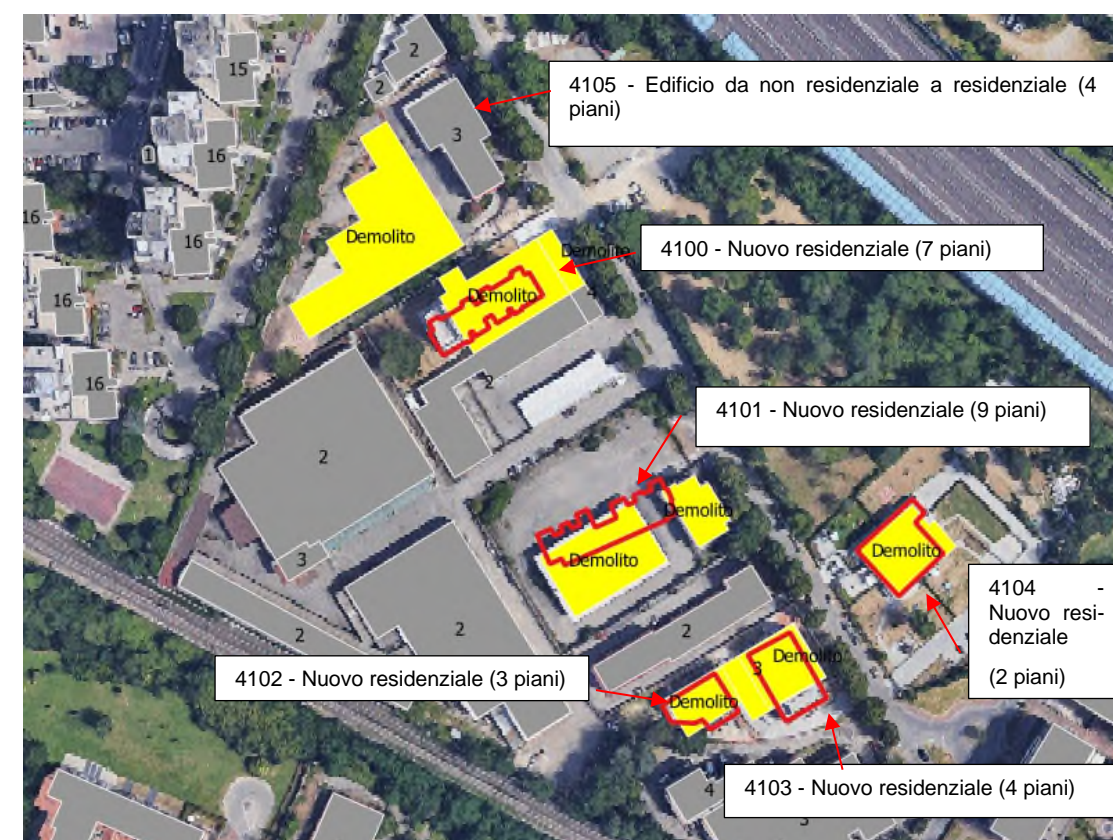 2
15
2
4105 - Edificio da non residenziale a residenziale (4
piani)
1
3
1
16
16
16
Demolito
Demolito
4100 - Nuovo residenziale (7 piani)
Demolito
4
16
16
2
4101 - Nuovo residenziale (9 piani)
2
Demolito
Demolito
Demolito
3
4104 -
Nuovo resi-
denziale
(2 piani)
2
2
2
Demolito
3
4102 - Nuovo residenziale (3 piani)
Demolito
4103 - Nuovo residenziale (4 piani)
4
3